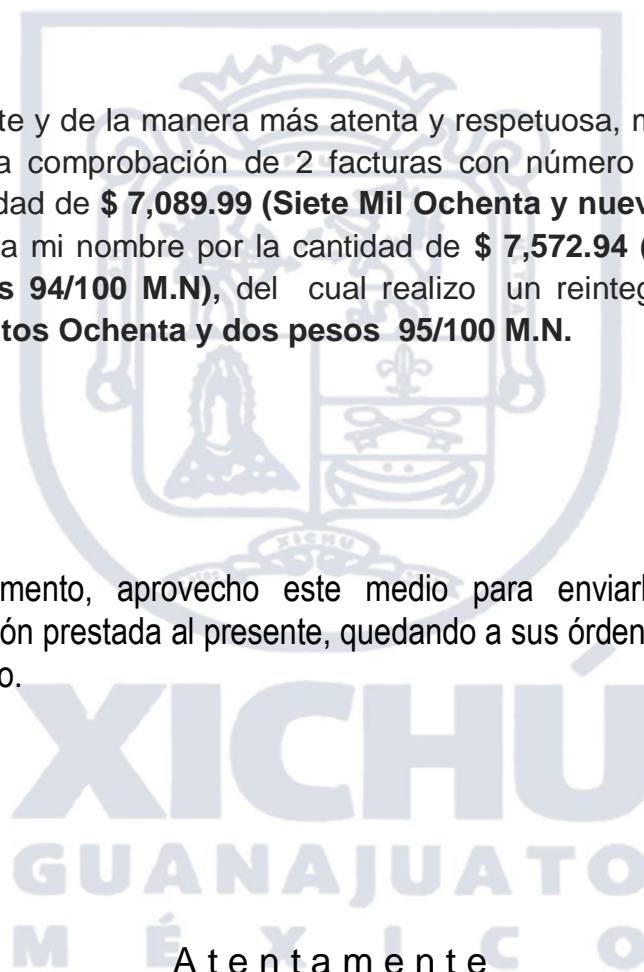 te y de la manera más atenta y respetuosa,
a comprobación de 2 facturas con número
dad de $ 7,089.99 (Siete Mil Ochenta y nuev
a mi nombre por la cantidad de $ 7,572.94 (
s 94/100 M.N), del cual realizo un reinteg
tos Ochenta y dos pesos 95/100 M.N.
XICHU
mento, aprovecho este medio para enviarl
ón prestada al presente, quedando a sus órden
o.
XICHÚ
GUANAJUATO
MÉXICO
Atentamente